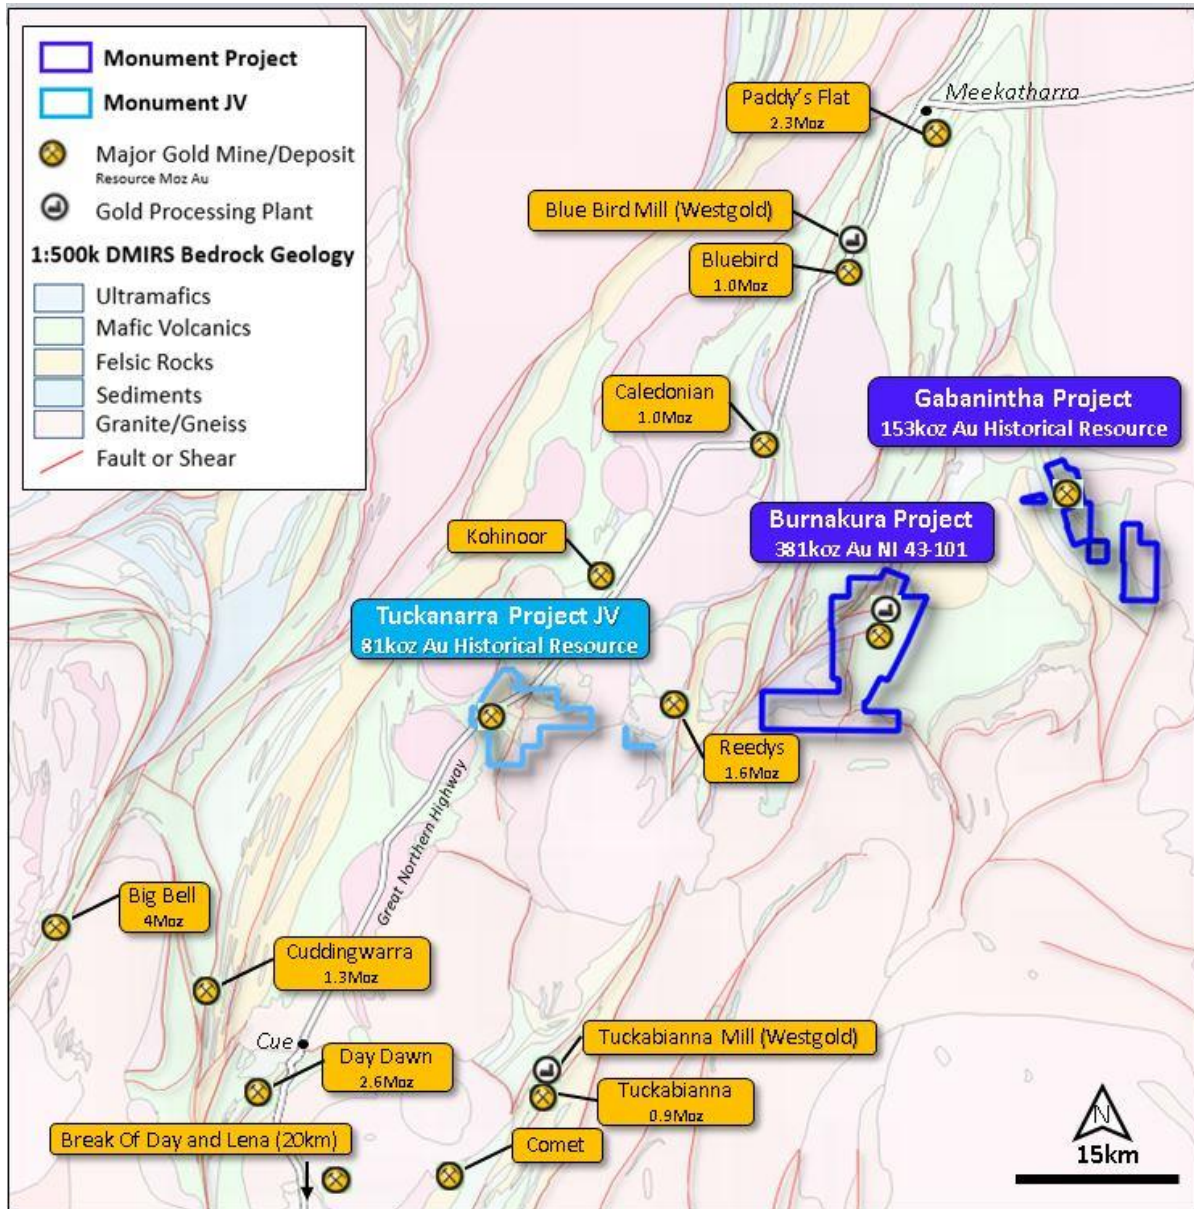 Monument Project
Monument JV
Major Gold Mine/Deposit
Resource Moz Au
Gold Processing Plant
1:500k DMIRS Bedrock Geology
Ultramafics
Mafic Volcanics
Felsic Rocks
Sediments
Granite/Gneiss
Fault or Shear
Meekatharra
Paddy's Flat
2.3Moz
Blue Bird Mill (Westgold)
Bluebird
1.0Moz
Caledonian
1.0Moz
Gabanintha Project
153koz Au Historical Resource
Burnakura Project
381koz Au NI 43-101
Kohinoor
Tuckanarra Project JV
81koz Au Historical Resource
Reedys
1.6Moz
Great Northern Highway
Big Bell
4Moz
Cuddingwarra
1.3Moz
Cue
Day Dawn
2.6Moz
Tuckabianna Mill (Westgold)
Tuckabianna
0.9Moz
Break Of Day and Lena (20km)
Comet
N
15km